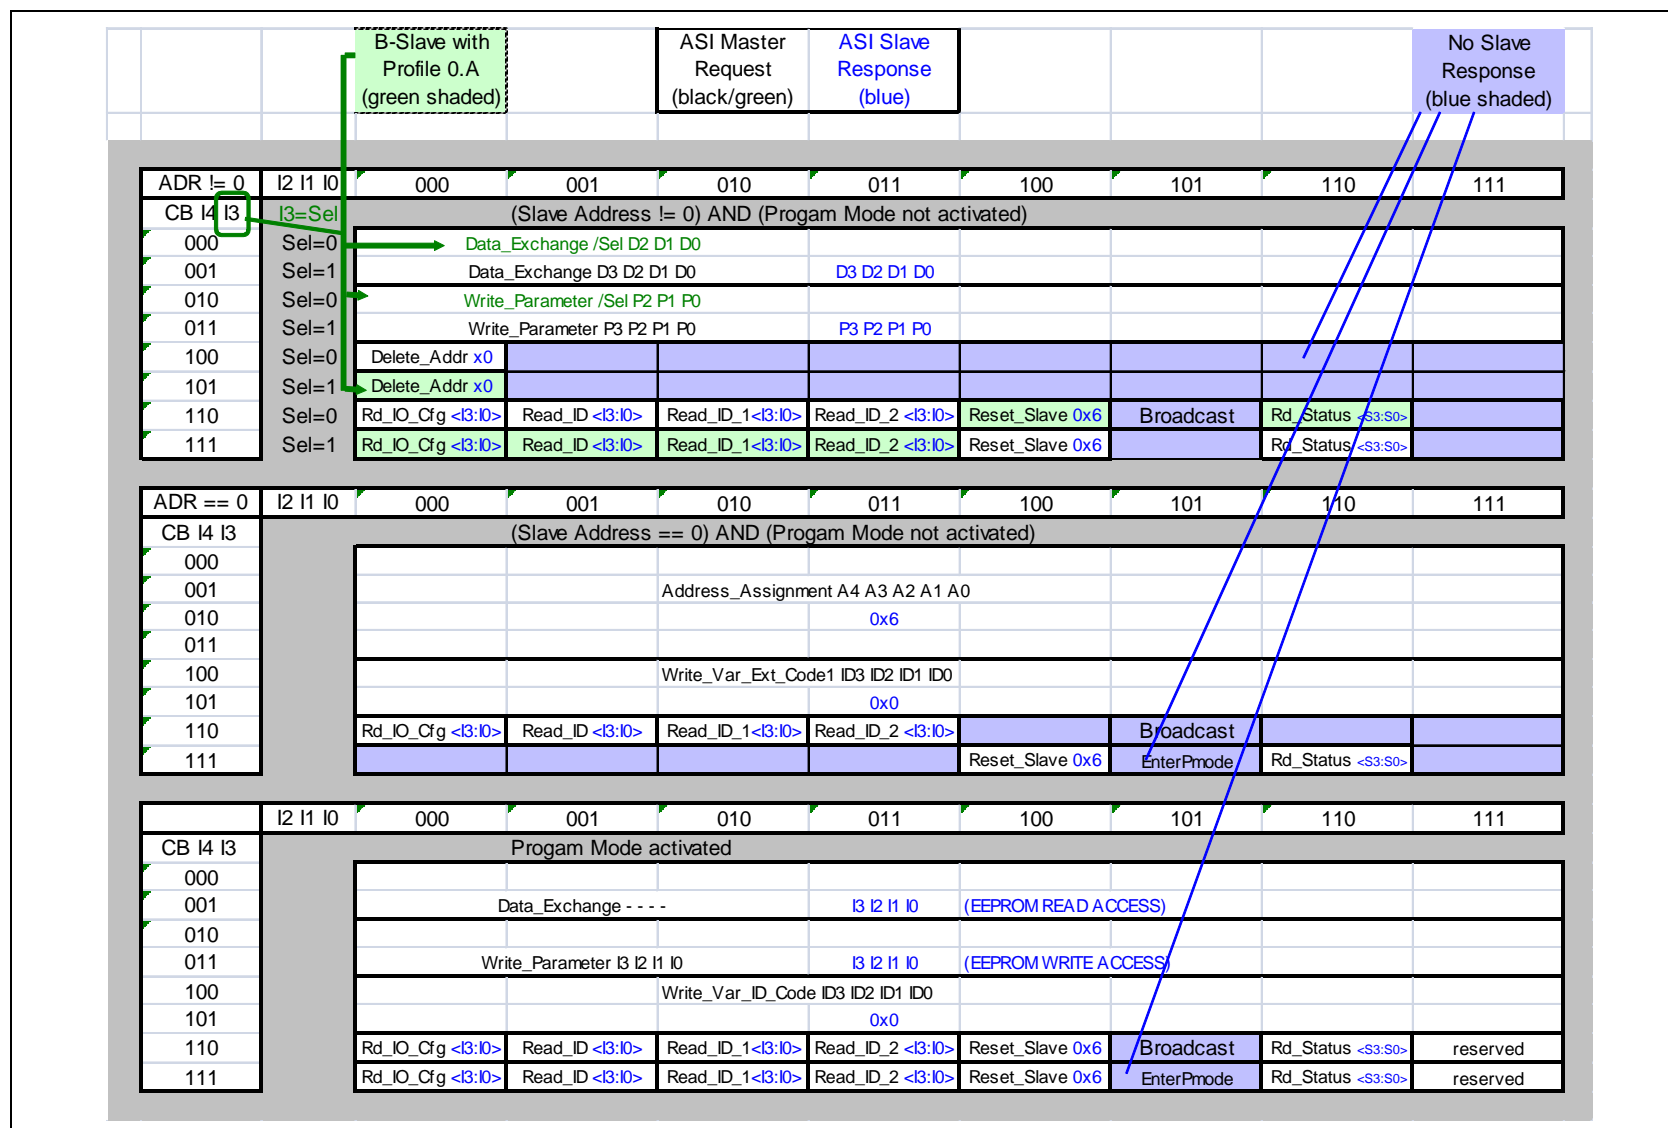 B-Slave with Profile 0.A (green shaded)
ASI Master Request (black/green)
ASI Slave Response (blue)
No Slave Response (blue shaded)
ADR != 0 I2 I1 I0 000 001 010 011 100 101 110 111
CB I4 I3 I3=Sel (Slave Address != 0) AND (Progam Mode not activated)
000 Sel=0 Data_Exchange /Sel D2 D1 D0
001 Sel=1 Data_Exchange D3 D2 D1 D0 D3 D2 D1 D0
010 Sel=0 Write_Parameter /Sel P2 P1 P0
011 Sel=1 Write_Parameter P3 P2 P1 P0 P3 P2 P1 P0
100 Sel=0 Delete_Addr x0
101 Sel=1 Delete_Addr x0
110 Sel=0 Rd_IO_Cfg <I3:I0> Read_ID <I3:I0> Read_ID_1<I3:I0> Read_ID_2 <I3:I0> Reset_Slave 0x6 Broadcast Rd_Status <S3:S0>
111 Sel=1 Rd_IO_Cfg <I3:I0> Read_ID <I3:I0> Read_ID_1<I3:I0> Read_ID_2 <I3:I0> Reset_Slave 0x6 Rd_Status <S3:S0>
ADR == 0 I2 I1 I0 000 001 010 011 100 101 110 111
CB I4 I3 (Slave Address == 0) AND (Progam Mode not activated)
000
001 Address_Assignment A4 A3 A2 A1 A0
010 0x6
011
100 Write_Var_Ext_Code1 ID3 ID2 ID1 ID0
101 0x0
110 Rd_IO_Cfg <I3:I0> Read_ID <I3:I0> Read_ID_1<I3:I0> Read_ID_2 <I3:I0> Broadcast
111 Reset_Slave 0x6 EnterPmode Rd_Status <S3:S0>
I2 I1 I0 000 001 010 011 100 101 110 111
CB I4 I3 Progam Mode activated
000
001 Data_Exchange - - - - I3 I2 I1 I0 (EEPROM READ ACCESS)
010
011 Write_Parameter I3 I2 I1 I0 I3 I2 I1 I0 (EEPROM WRITE ACCESS)
100 Write_Var_ID_Code ID3 ID2 ID1 ID0
101 0x0
110 Rd_IO_Cfg <I3:I0> Read_ID <I3:I0> Read_ID_1<I3:I0> Read_ID_2 <I3:I0> Reset_Slave 0x6 Broadcast Rd_Status <S3:S0> reserved
111 Rd_IO_Cfg <I3:I0> Read_ID <I3:I0> Read_ID_1<I3:I0> Read_ID_2 <I3:I0> Reset_Slave 0x6 EnterPmode Rd_Status <S3:S0> reserved